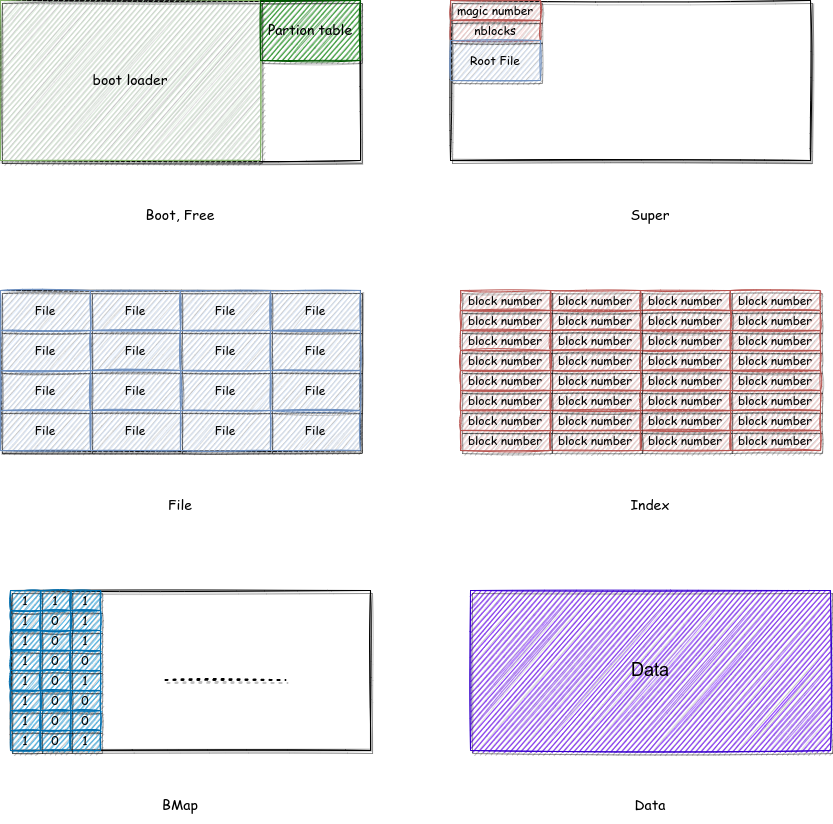 boot loader
Partion table
Boot, Free
magic number
nblocks
Root File
Super
File File File File
File File File File
File File File File
File File File File
File
block number block number block number block number
block number block number block number block number
block number block number block number block number
block number block number block number block number
block number block number block number block number
block number block number block number block number
block number block number block number block number
block number block number block number block number
Index
1 1 1
1 0 1
1 0 1
1 0 0
1 0 1
1 0 0
1 0 0
1 0 1
BMap
Data
Data